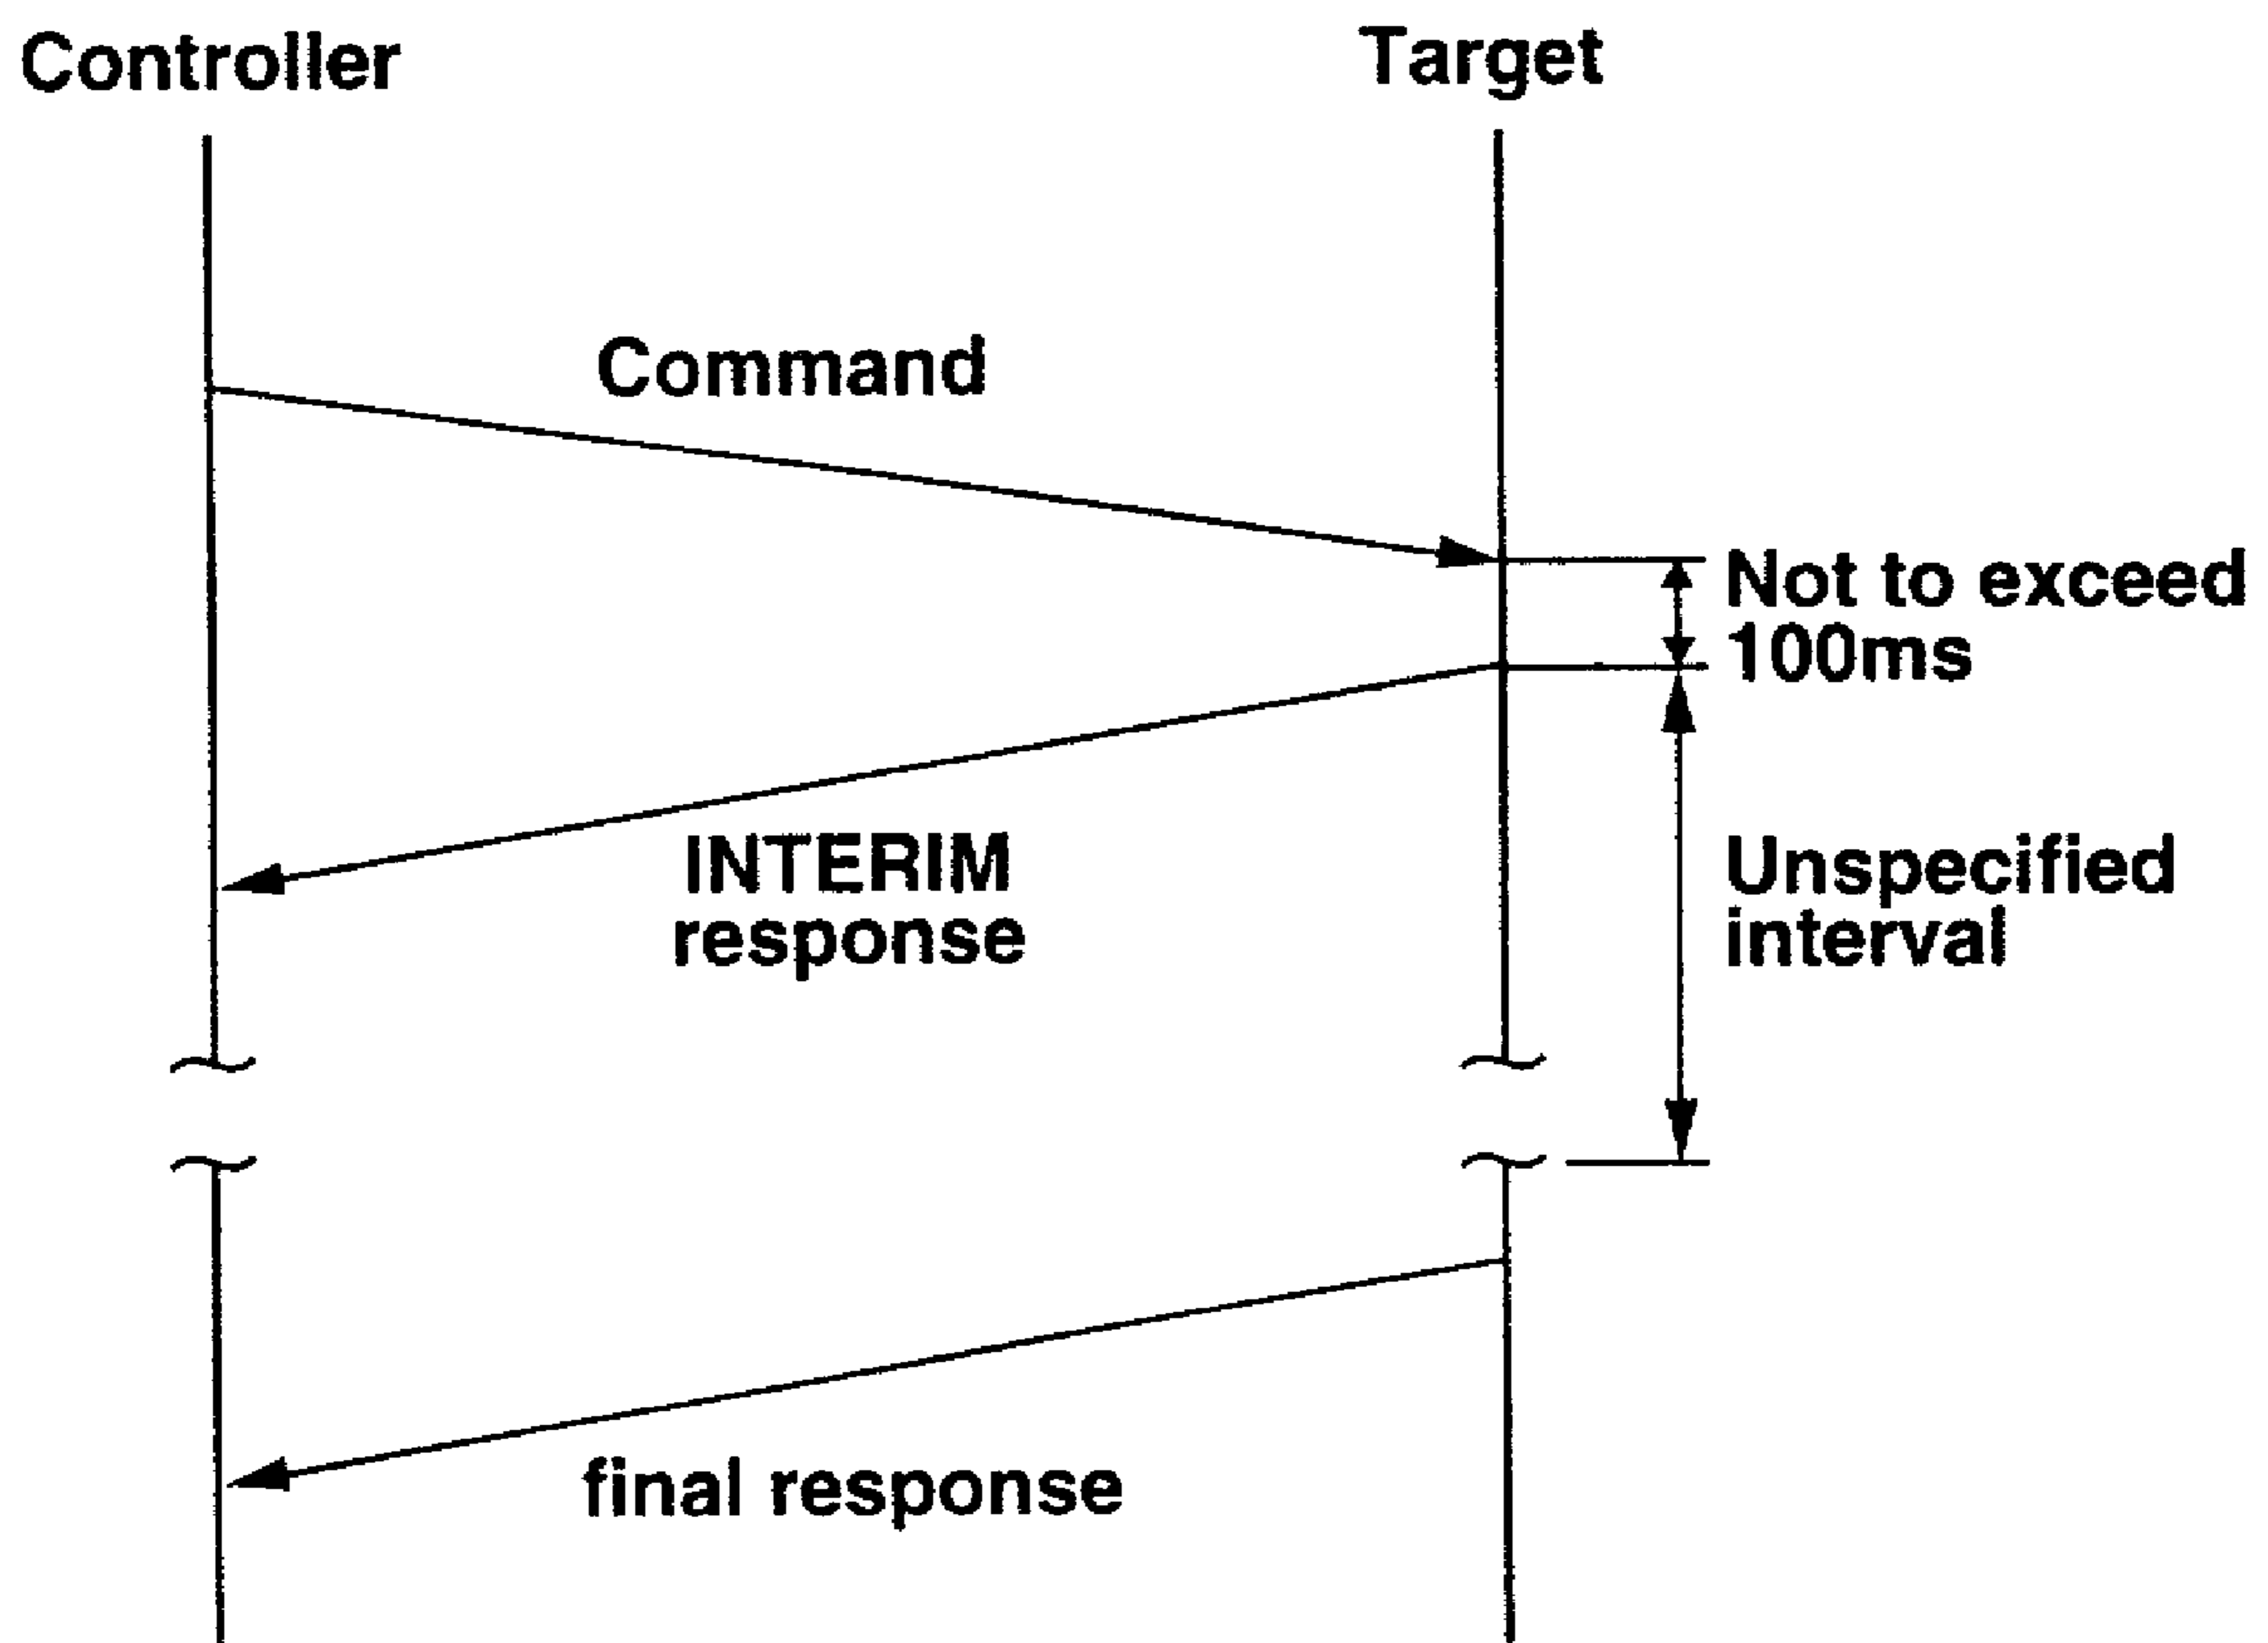 Controller
Target
Command
Not to exceed
100ms
INTERIM
response
Unspecified
interval
final response